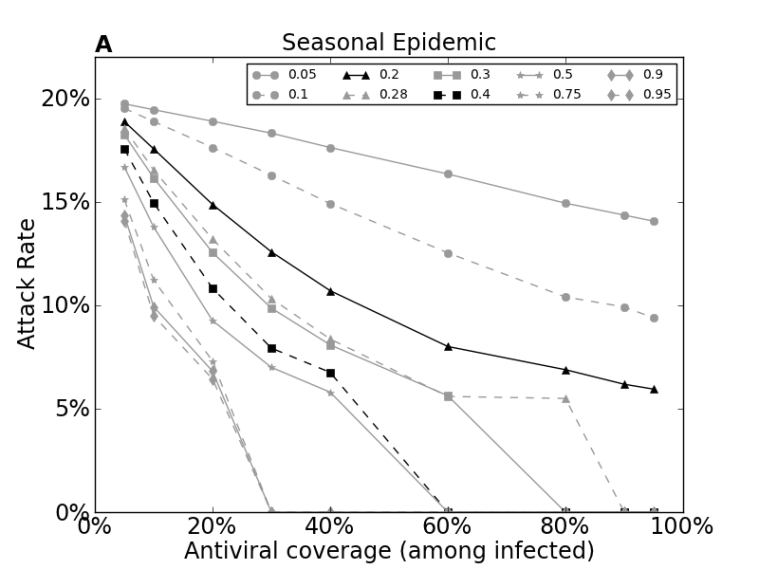 A
Seasonal Epidemic
0.05 0.2 0.3 0.5 0.9
0.1 0.28 0.4 0.75 0.95
20%
15%
10%
5%
0%
Attack Rate
0% 20% 40% 60% 80% 100%
Antiviral coverage (among infected)